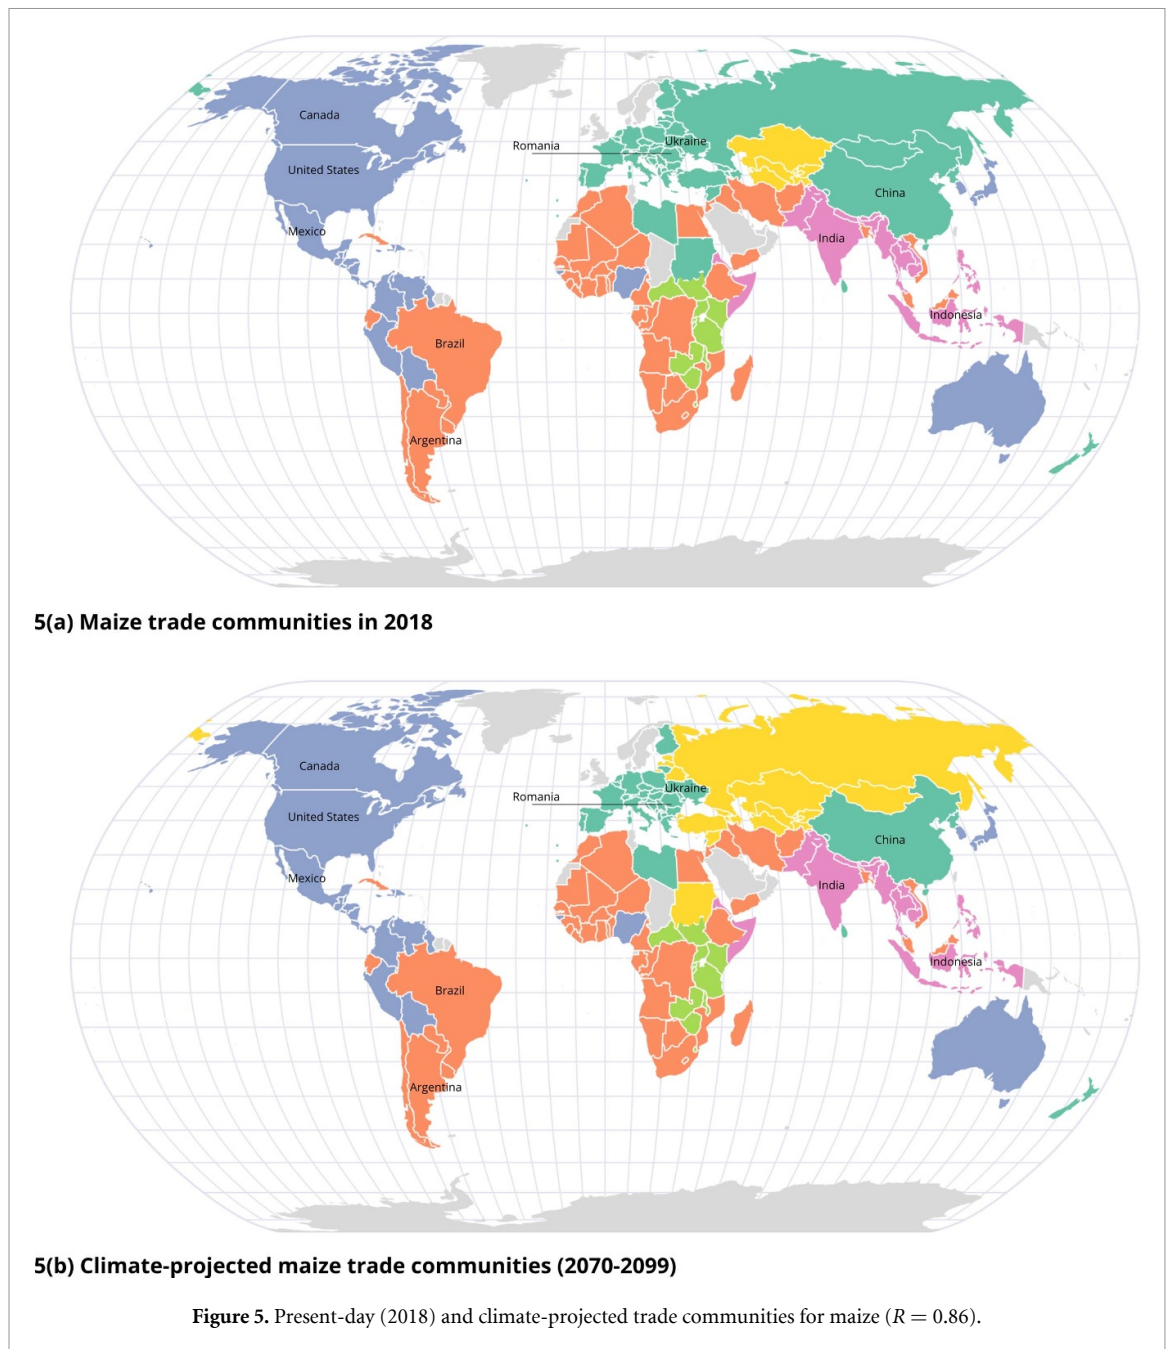 Canada
Romania
Ukraine
United States
China
Mexico
India
Indonesia
Brazil
Argentina
5(a) Maize trade communities in 2018
Canada
Ukraine
Romania
United States
China
Mexico
India
Indonesia
Brazil
Argentina
5(b) Climate-projected maize trade communities (2070-2099)
Figure 5. Present-day (2018) and climate-projected trade communities for maize (R = 0.86).